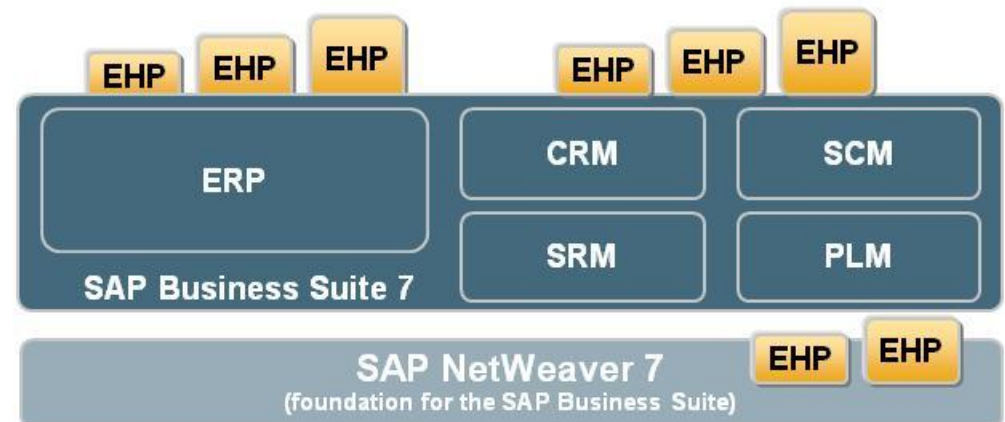 EHP
EHP
EHP
EHP
EHP
EHP
ERP
CRM
SCM
SRM
PLM
SAP Business Suite 7
SAP NetWeaver 7
(foundation for the SAP Business Suite)
EHP
EHP